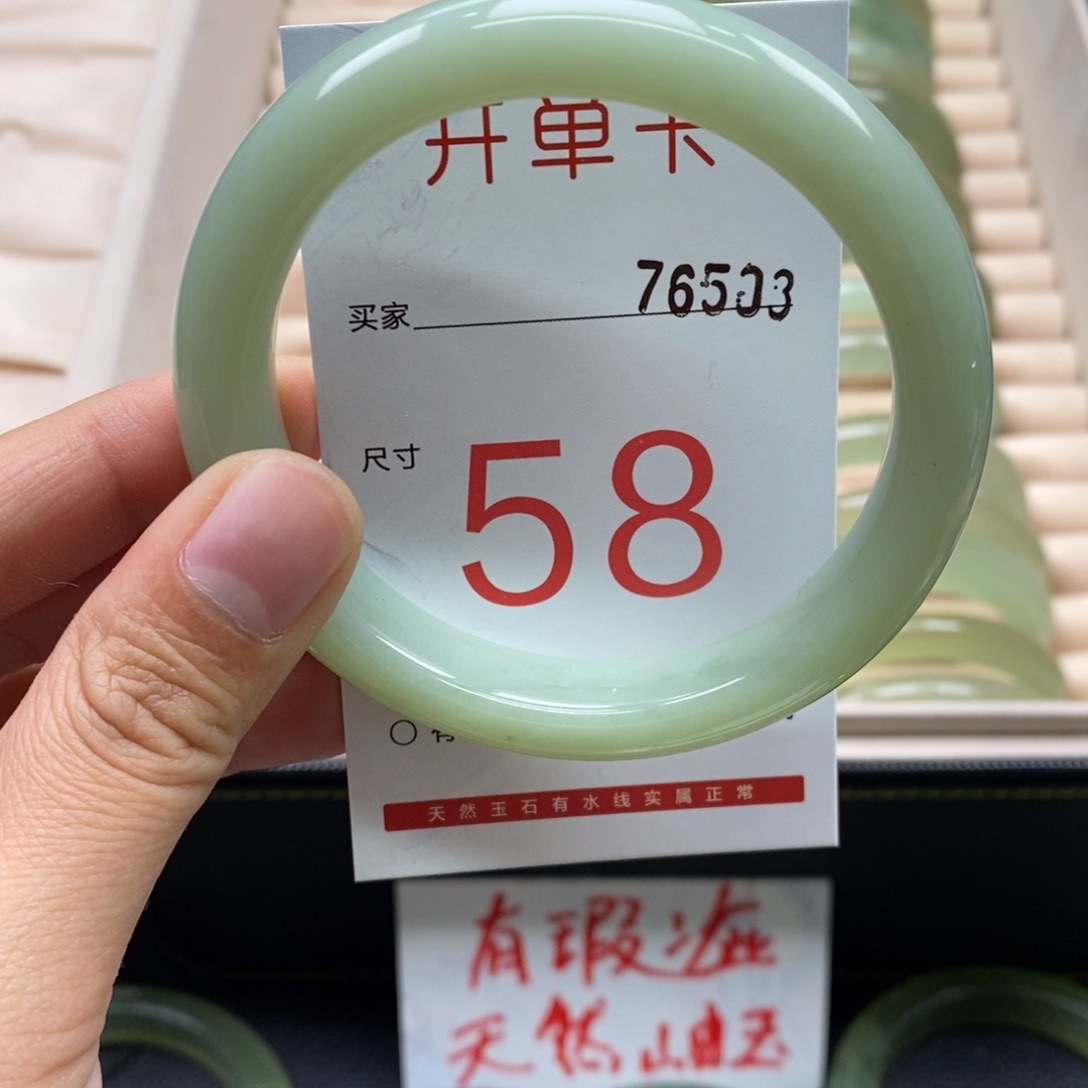 开单卡
买家 76503
尺寸 58
天然玉石有水线实属正常
有瑕疵
天然岫玉